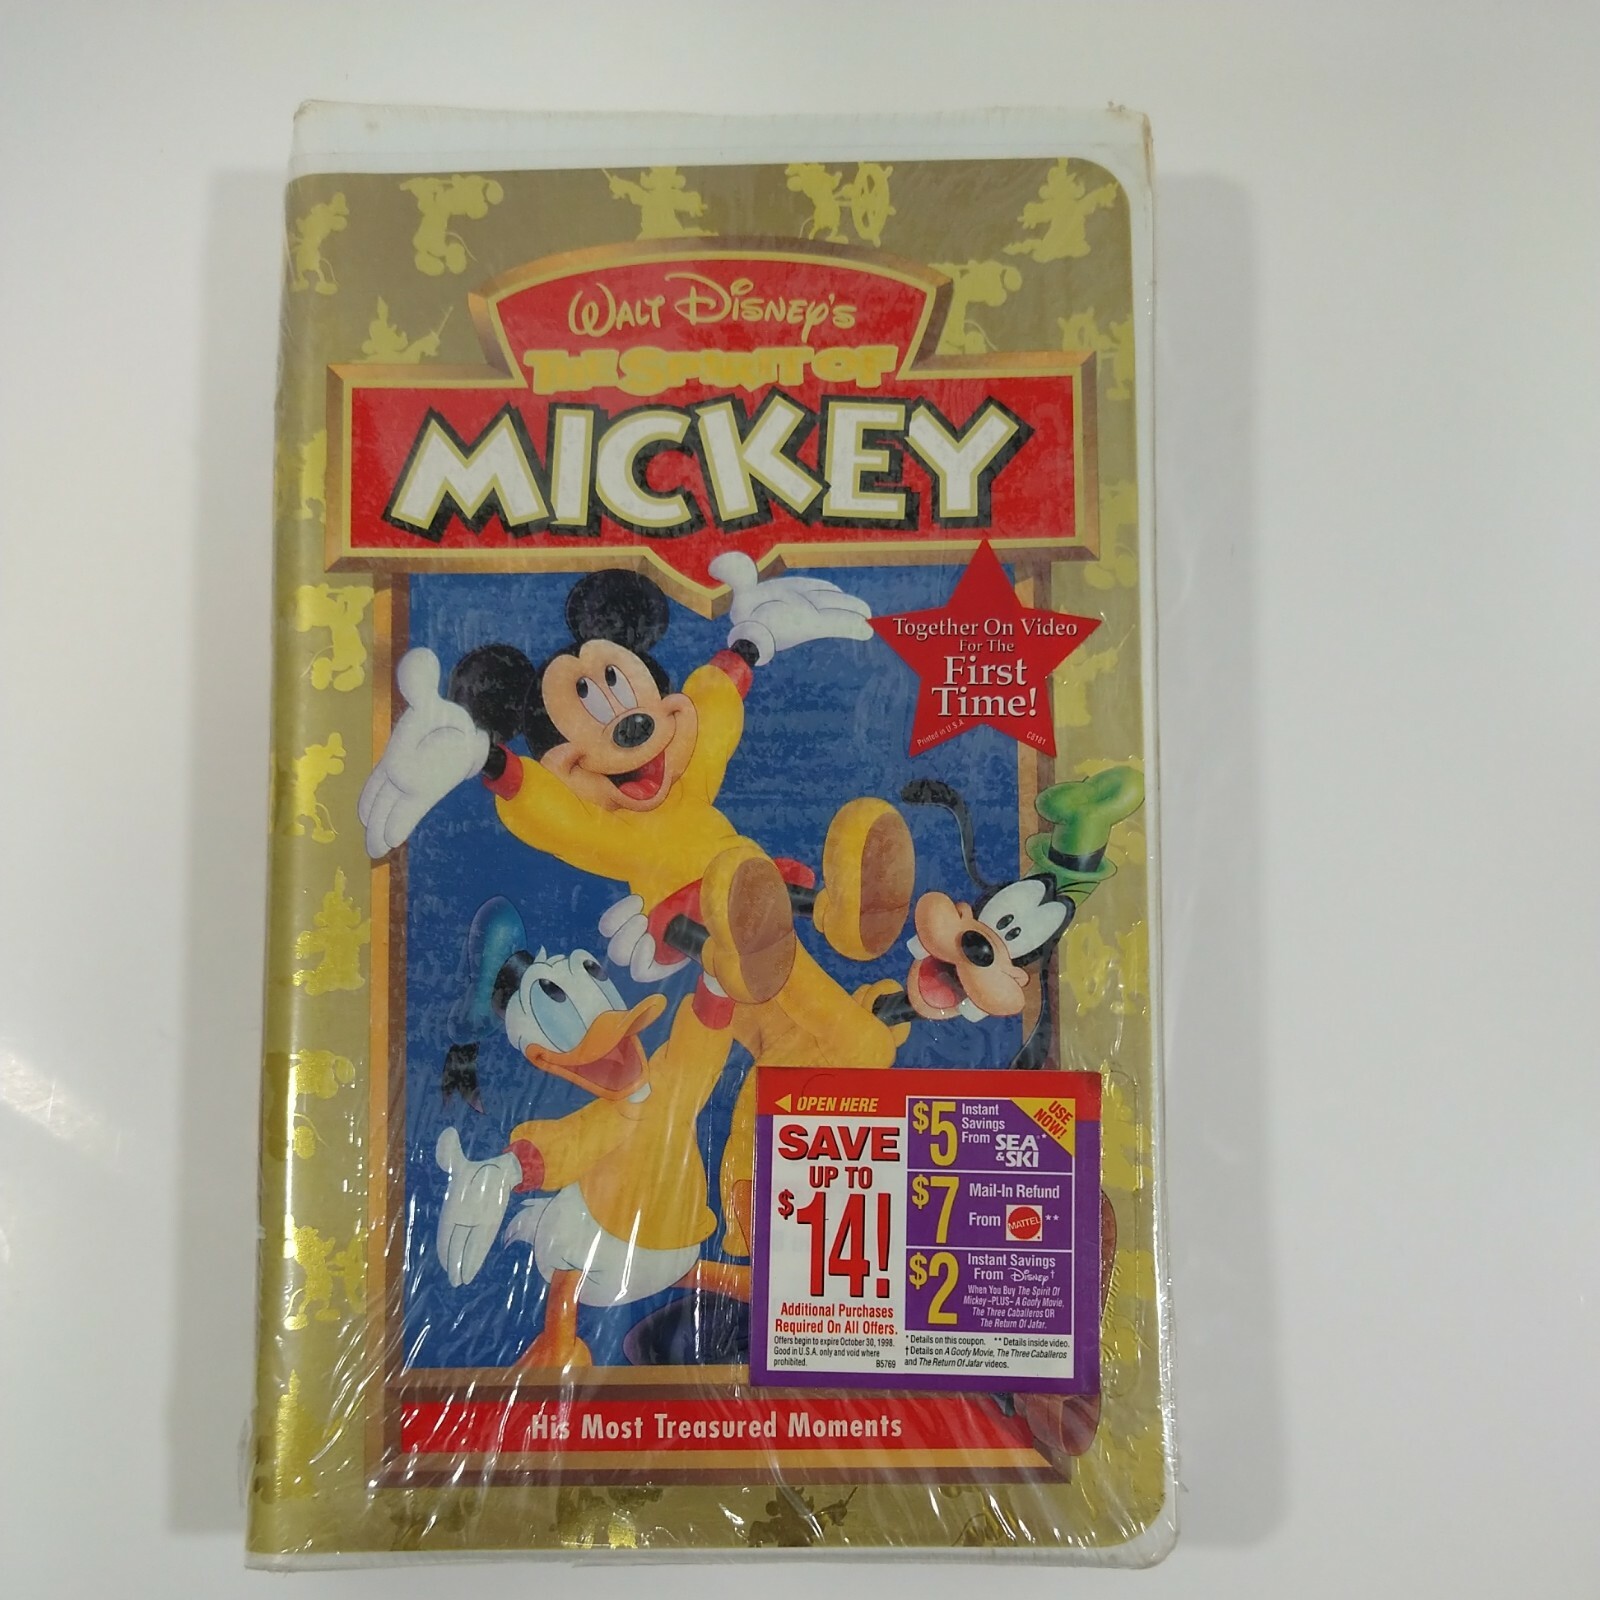 WALT DISNEY'S
THE SPIRIT OF
MICKEY
Together On Video
For The
First
Time!
Printed in U.S.A.
C8181
OPEN HERE
SAVE
UP TO
$14!
Additional Purchases
Required On All Offers.
Offers begin to expire October 30, 1998.
Good in U.S.A. only and void where
prohibited. B5769
$5 Instant
Savings
From SEA*
&SKI
USE
NOW!
$7 Mail-In Refund
From MATTEL **
$2 Instant Savings
From Disney†
When You Buy The Spirit Of
Mickey -PLUS- A Goofy Movie,
The Three Caballeros OR
The Return Of Jafar.
* Details on this coupon. ** Details inside video.
† Details on A Goofy Movie, The Three Caballeros
and The Return Of Jafar videos.
His Most Treasured Moments